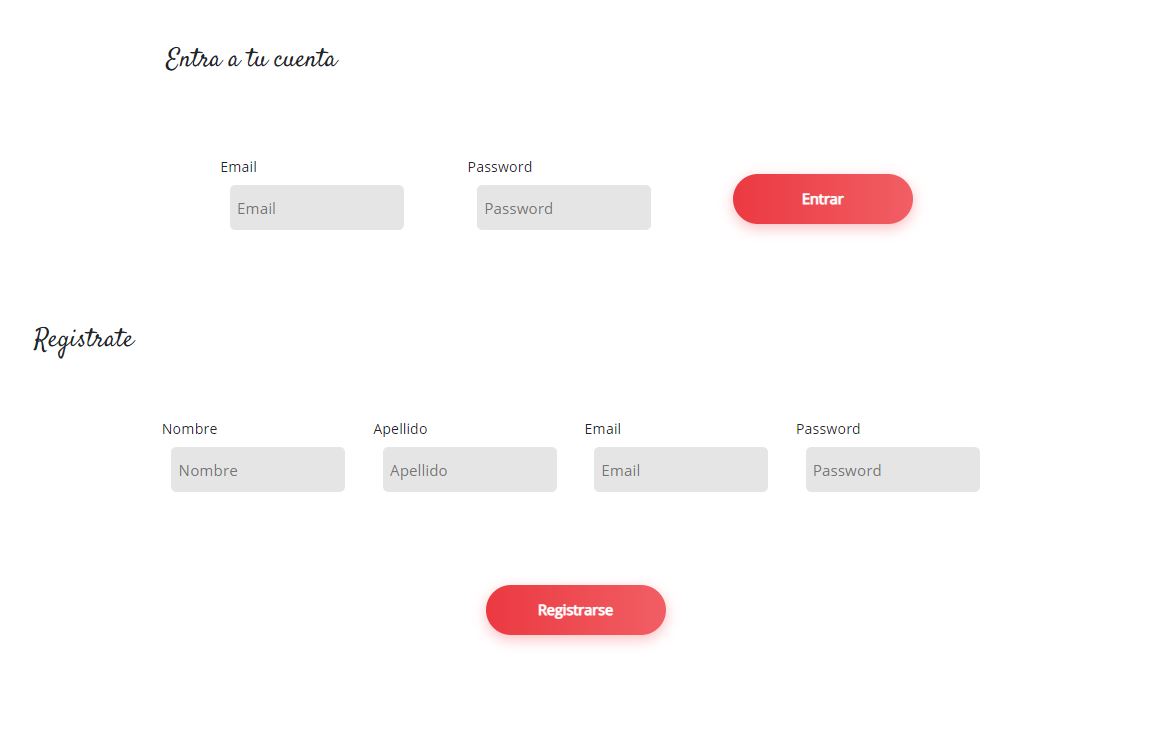 Entra a tu cuenta
Email Password
Email Password Entrar
Registrate
Nombre Apellido Email Password
Nombre Apellido Email Password
Registrarse